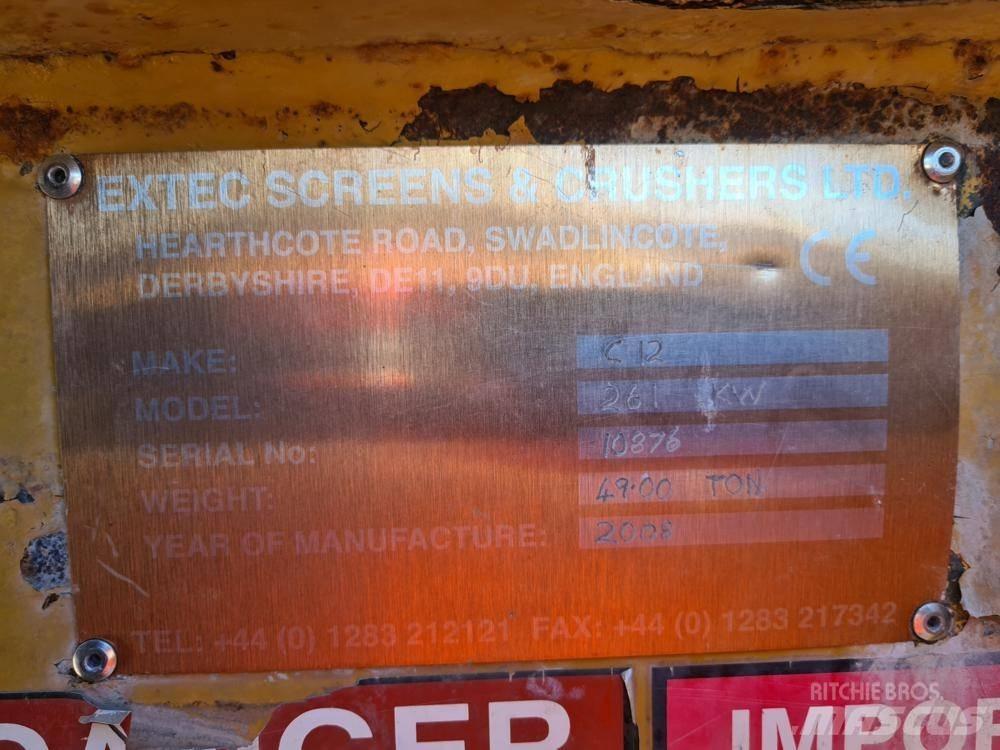 EXTEC SCREENS & CRUSHERS LTD.
HEARTHCOTE ROAD, SWADLINCOTE,
DERBYSHIRE, DE11, 9DU, ENGLAND
CE
MAKE: C 12
MODEL: 261 KW
SERIAL No: 10876
WEIGHT: 49.00 TON
YEAR OF MANUFACTURE: 2008
TEL: +44 (0) 1283 212121 FAX: +44 (0) 1283 217342
RITCHIE BROS.
MASCUS